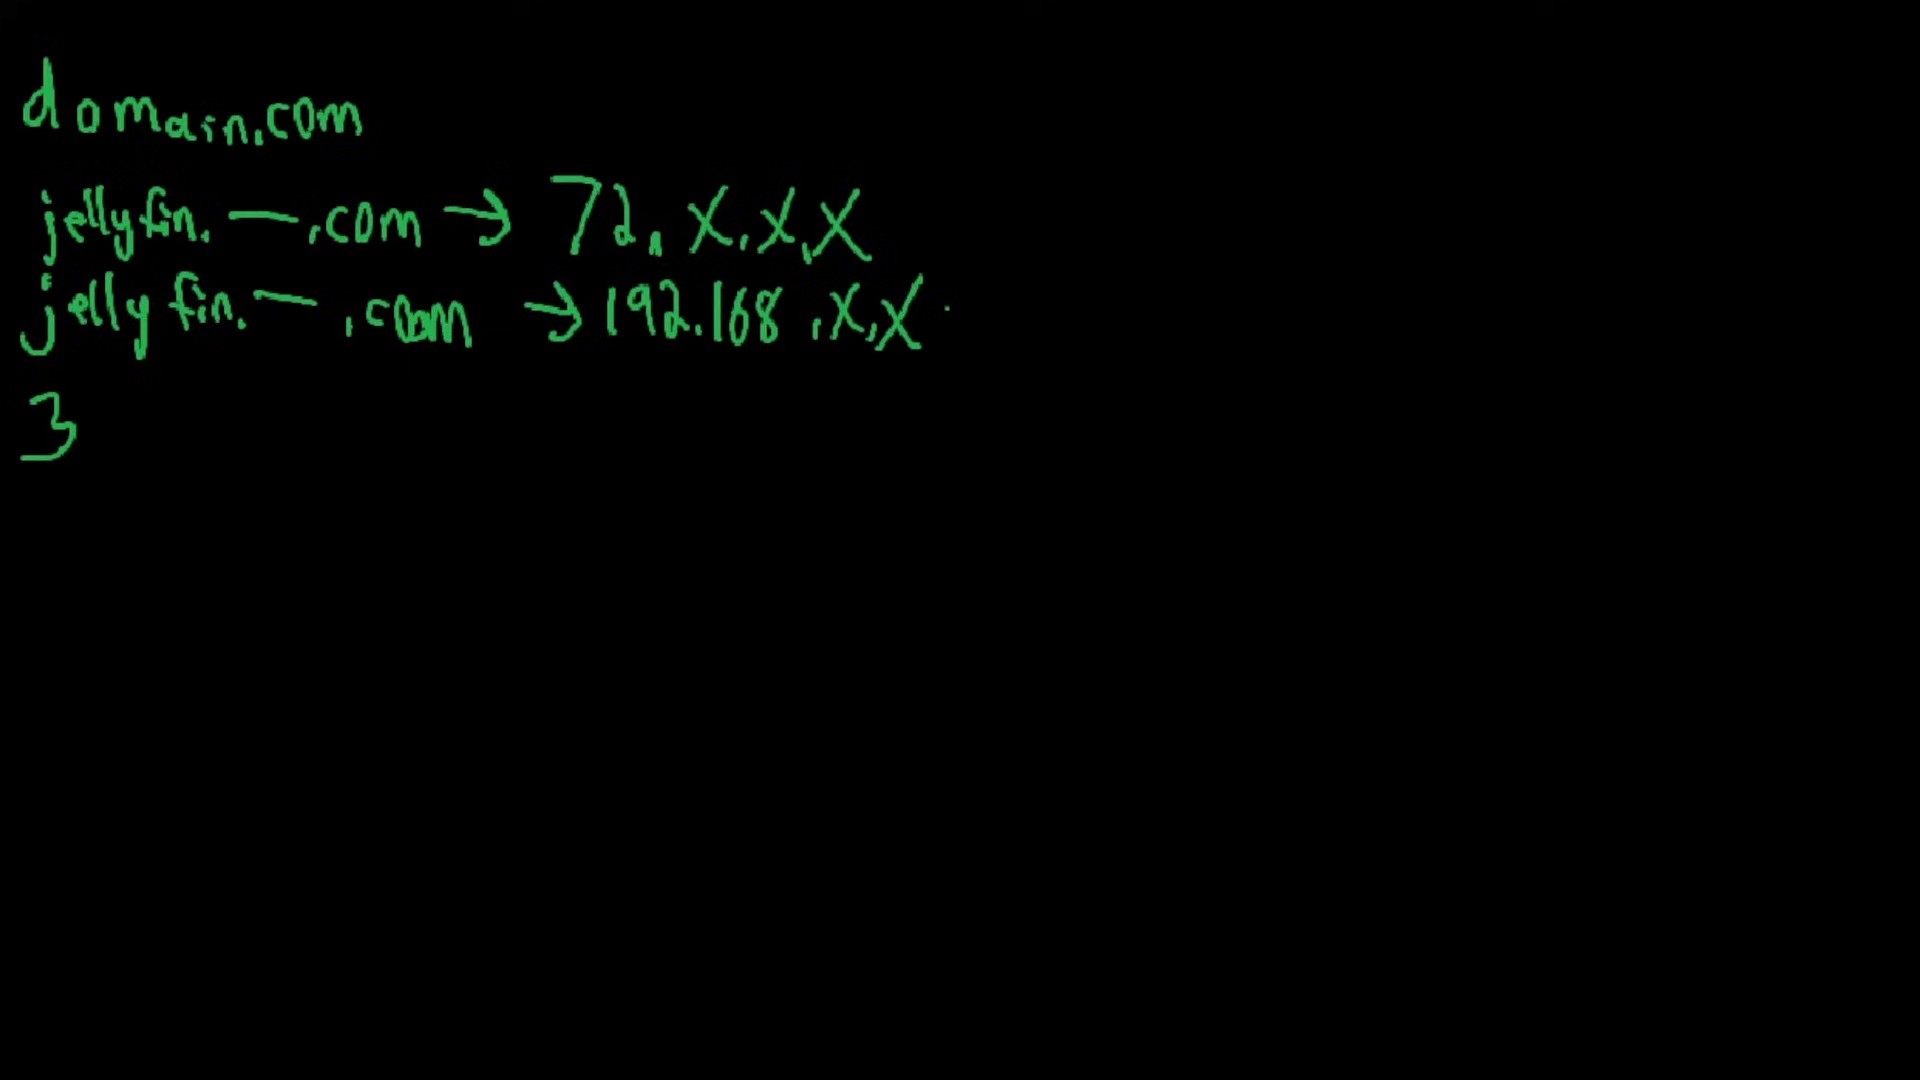 domain.com
jellyfin. — .com → 72.X.X.X
jellyfin. — .com → 192.168.X.X
3